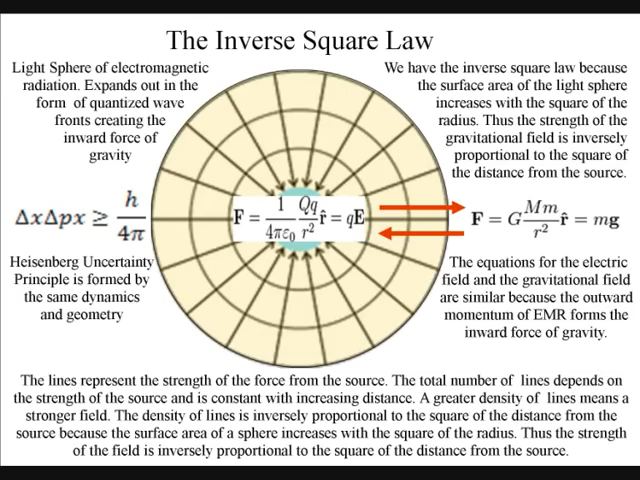 The Inverse Square Law
Light Sphere of electromagnetic
radiation. Expands out in the
form of quantized wave
fronts creating the
inward force of
gravity
We have the inverse square law because
the surface area of the light sphere
increases with the square of the
radius. Thus the strength of the
gravitational field is inversely
proportional to the square of
the distance from the source.
ΔxΔpx ≥ h/4π
F = 1/4πε₀ Qq/r² r̂ = qE
F = G Mm/r² r̂ = mg
Heisenberg Uncertainty
Principle is formed by
the same dynamics
and geometry
The equations for the electric
field and the gravitational field
are similar because the outward
momentum of EMR forms the
inward force of gravity.
The lines represent the strength of the force from the source. The total number of lines depends on
the strength of the source and is constant with increasing distance. A greater density of lines means a
stronger field. The density of lines is inversely proportional to the square of the distance from the
source because the surface area of a sphere increases with the square of the radius. Thus the strength
of the field is inversely proportional to the square of the distance from the source.